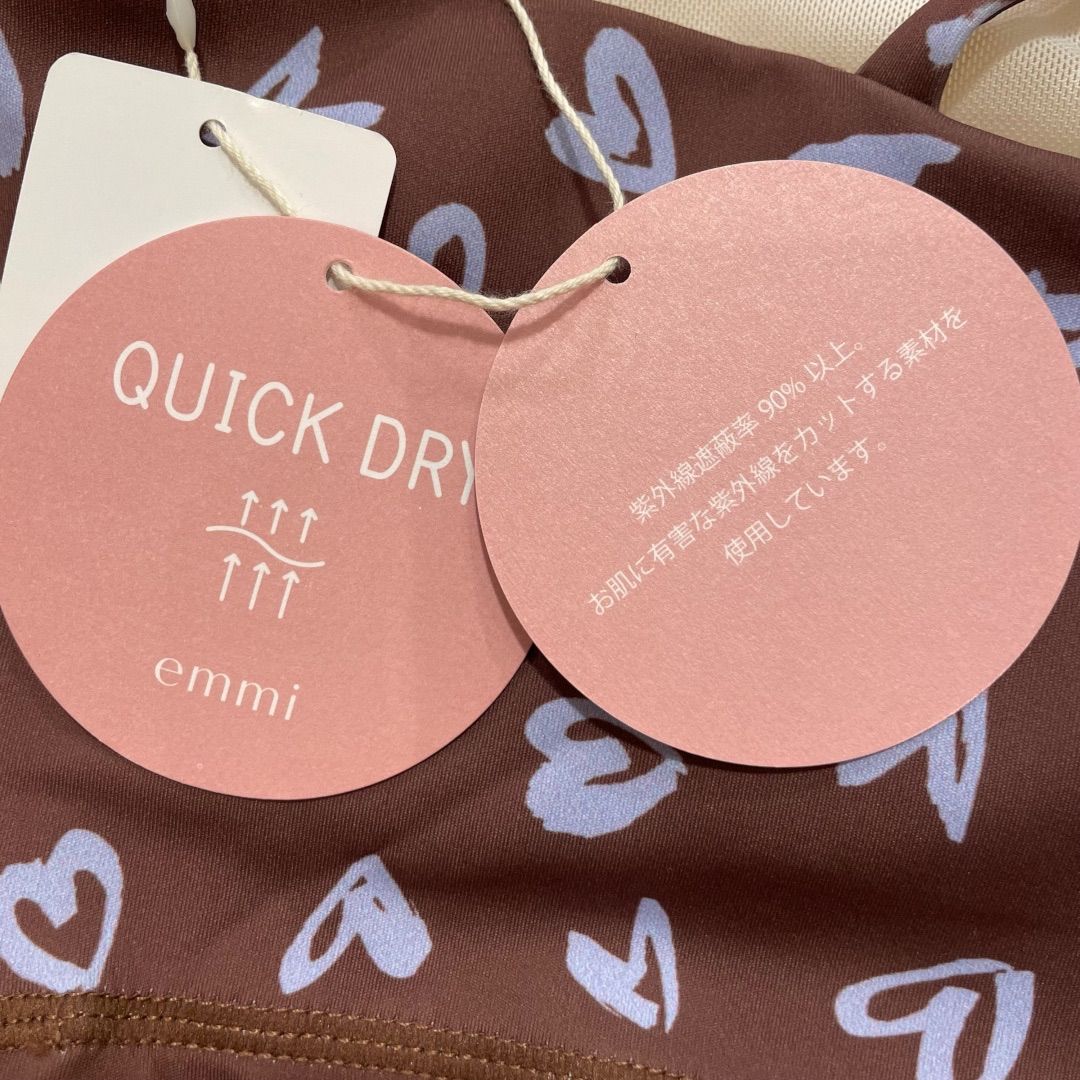 QUICK DRY
emmi
紫外線遮蔽率 90% 以上。
お肌に有害な紫外線をカットする素材を
使用しています。